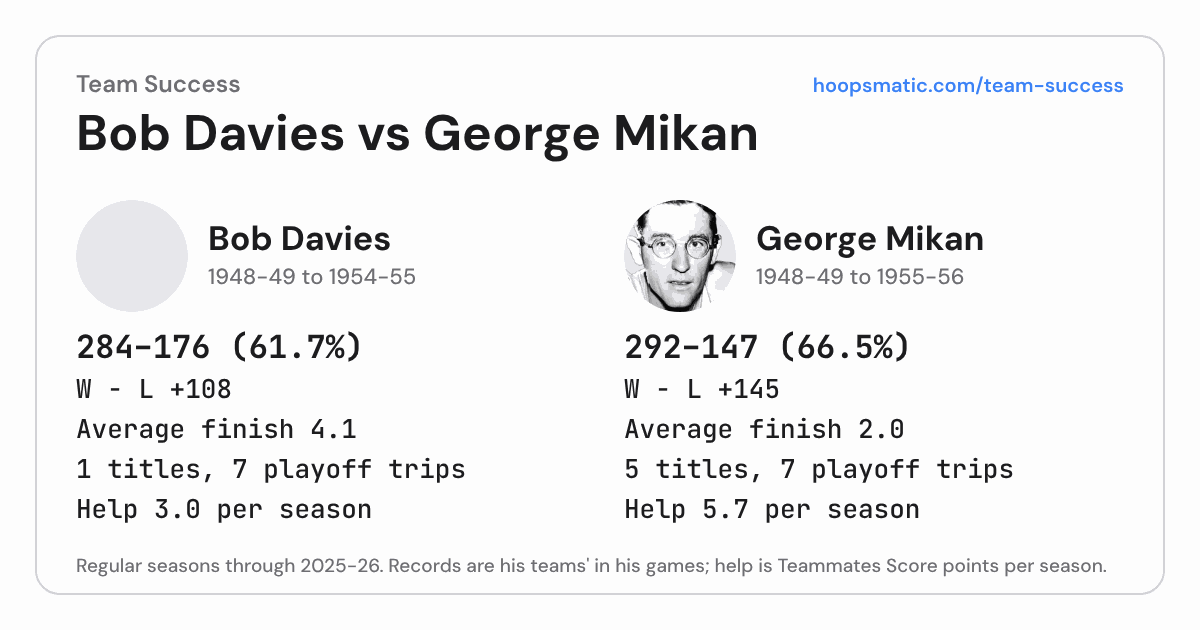 Team Success
hoopsmatic.com/team-success
Bob Davies vs George Mikan
Bob Davies
1948-49 to 1954-55
284-176 (61.7%)
W - L +108
Average finish 4.1
1 titles, 7 playoff trips
Help 3.0 per season
George Mikan
1948-49 to 1955-56
292-147 (66.5%)
W - L +145
Average finish 2.0
5 titles, 7 playoff trips
Help 5.7 per season
Regular seasons through 2025-26. Records are his teams' in his games; help is Teammates Score points per season.